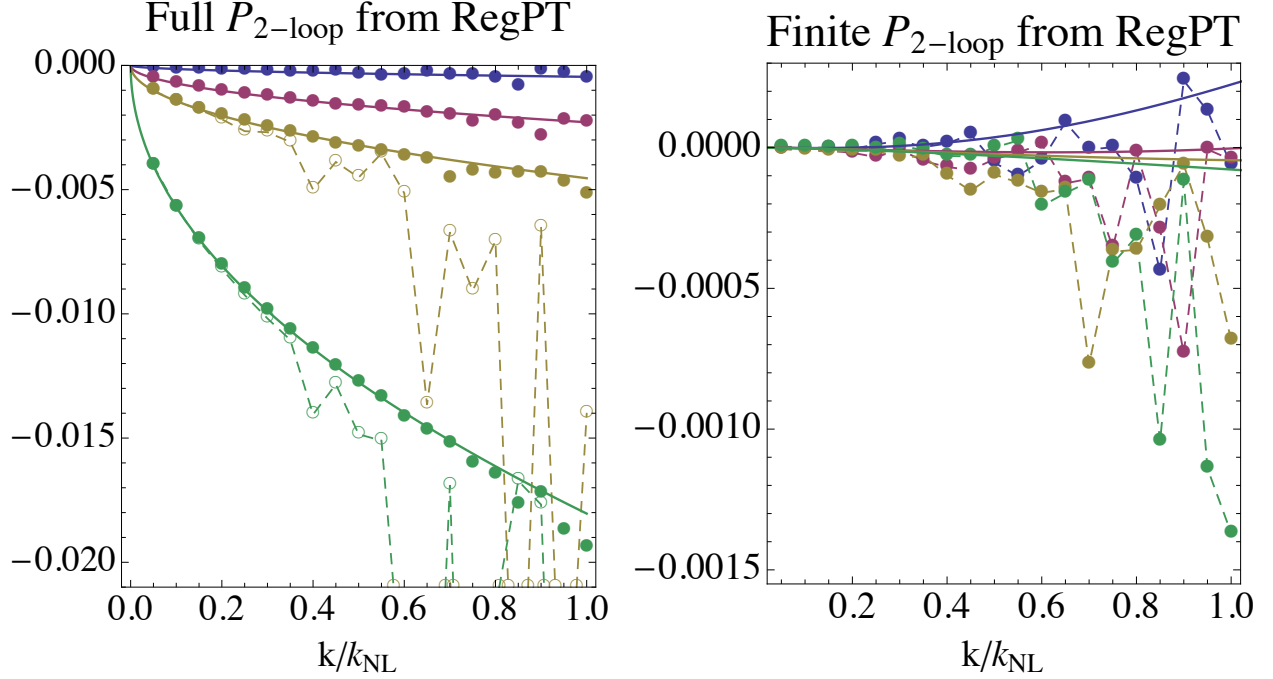 Full P2−loop from RegPT
0.000
−0.005
−0.010
−0.015
−0.020
0.0 0.2 0.4 0.6 0.8 1.0
k/kNL
Finite P2−loop from RegPT
0.0000
−0.0005
−0.0010
−0.0015
0.2 0.4 0.6 0.8 1.0
k/kNL